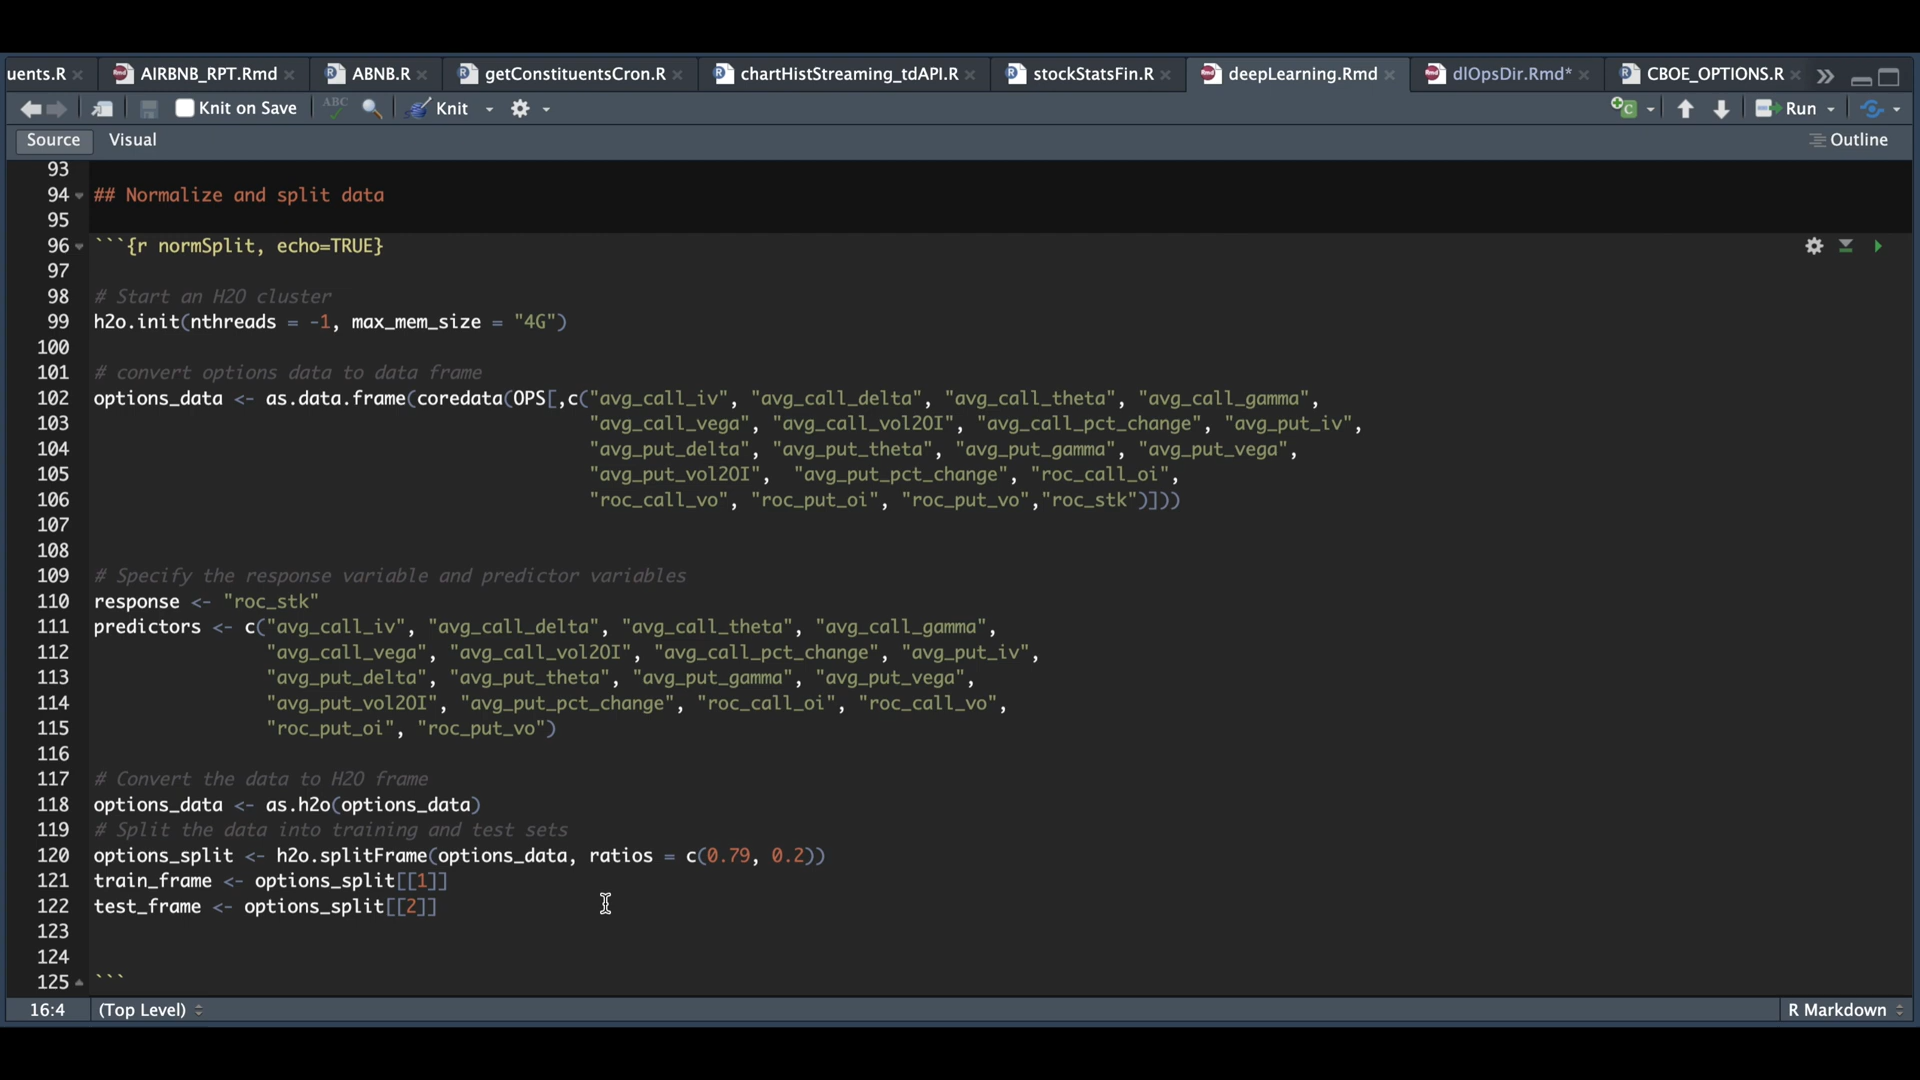 uents.R AIRBNB_RPT.Rmd ABNB.R getConstituentsCron.R chartHistStreaming_tdAPI.R stockStatsFin.R deepLearning.Rmd dlOpsDir.Rmd* CBOE_OPTIONS.R
Knit on Save ABC Knit Run
Source Visual Outline
93
94 ## Normalize and split data
95
96 ```{r normSplit, echo=TRUE}
97
98 # Start an H2O cluster
99 h2o.init(nthreads = -1, max_mem_size = "4G")
100
101 # convert options data to data frame
102 options_data <- as.data.frame(coredata(OPS[,c("avg_call_iv", "avg_call_delta", "avg_call_theta", "avg_call_gamma",
103 "avg_call_vega", "avg_call_vol2OI", "avg_call_pct_change", "avg_put_iv",
104 "avg_put_delta", "avg_put_theta", "avg_put_gamma", "avg_put_vega",
105 "avg_put_vol2OI",  "avg_put_pct_change", "roc_call_oi",
106 "roc_call_vo", "roc_put_oi", "roc_put_vo","roc_stk")]))
107
108
109 # Specify the response variable and predictor variables
110 response <- "roc_stk"
111 predictors <- c("avg_call_iv", "avg_call_delta", "avg_call_theta", "avg_call_gamma",
112 "avg_call_vega", "avg_call_vol2OI", "avg_call_pct_change", "avg_put_iv",
113 "avg_put_delta", "avg_put_theta", "avg_put_gamma", "avg_put_vega",
114 "avg_put_vol2OI", "avg_put_pct_change", "roc_call_oi", "roc_call_vo",
115 "roc_put_oi", "roc_put_vo")
116
117 # Convert the data to H2O frame
118 options_data <- as.h2o(options_data)
119 # Split the data into training and test sets
120 options_split <- h2o.splitFrame(options_data, ratios = c(0.79, 0.2))
121 train_frame <- options_split[[1]]
122 test_frame <- options_split[[2]]
123
124
125 ```
16:4 (Top Level) R Markdown